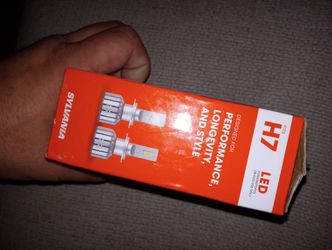 SYLVANIA
DESIGNED FOR
PERFORMANCE,
LONGEVITY,
AND STYLE.
H7
LED